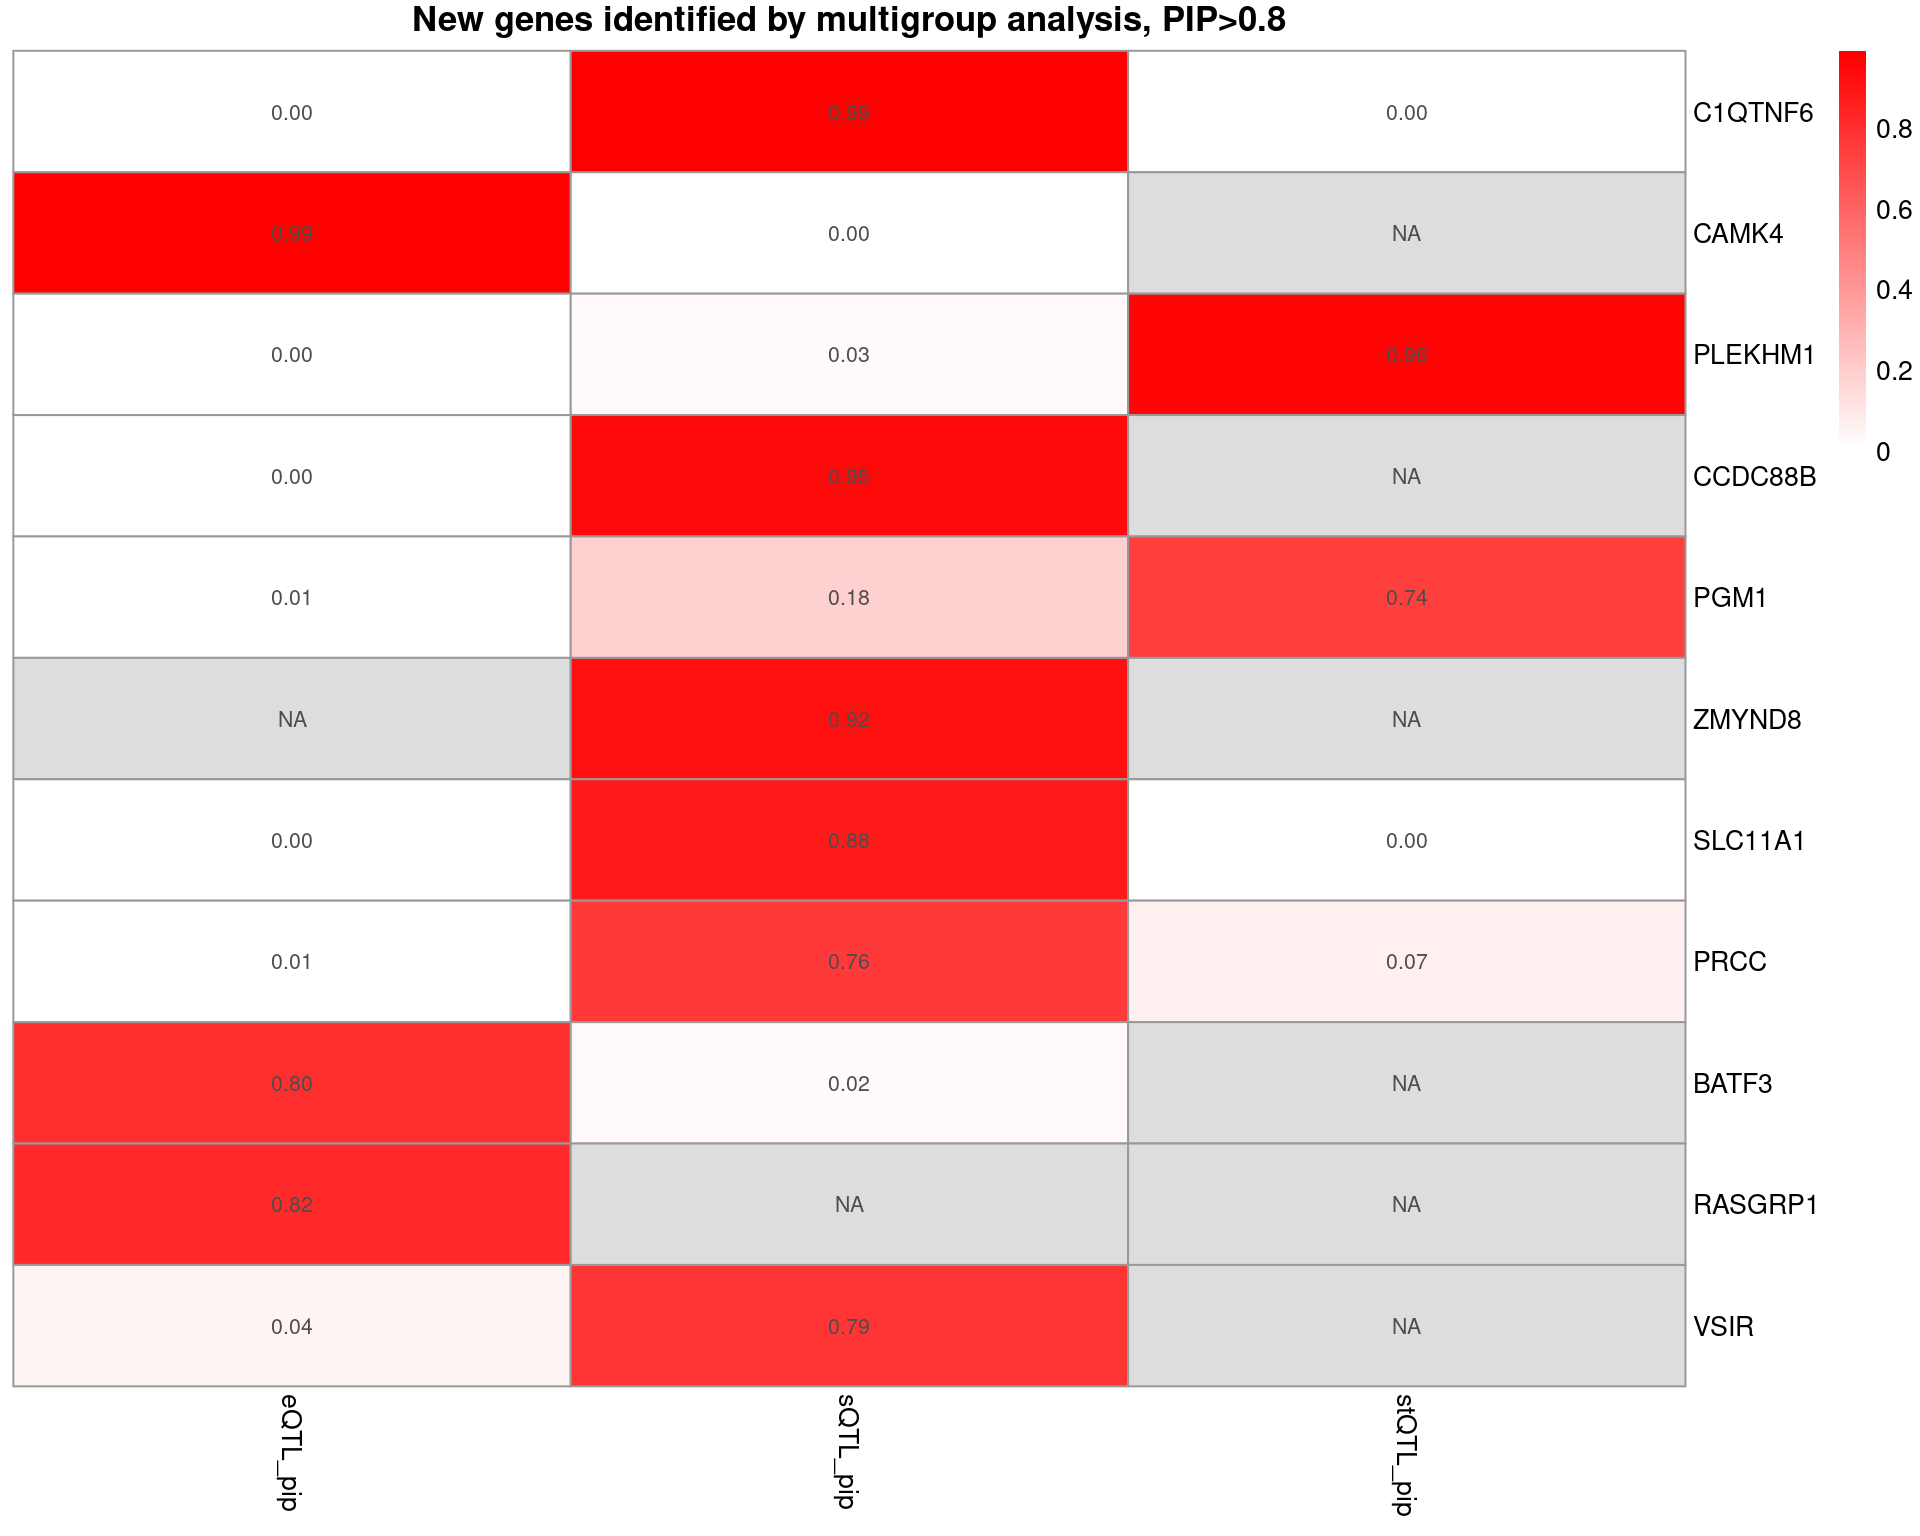 New genes identified by multigroup analysis, PIP>0.8
0.00 0.99 0.00 C1QTNF6
0.99 0.00 NA CAMK4
0.00 0.03 0.96 PLEKHM1
0.00 0.95 NA CCDC88B
0.01 0.18 0.74 PGM1
NA 0.92 NA ZMYND8
0.00 0.88 0.00 SLC11A1
0.01 0.76 0.07 PRCC
0.80 0.02 NA BATF3
0.82 NA NA RASGRP1
0.04 0.79 NA VSIR
eQTL_pip
sQTL_pip
stQTL_pip
0.8
0.6
0.4
0.2
0